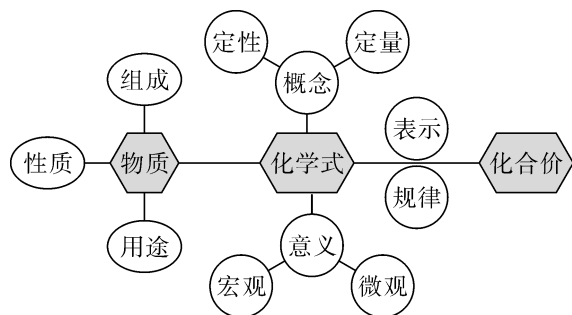 定性
定量
组成
概念
表示
性质
物质
化学式
化合价
规律
用途
意义
宏观
微观